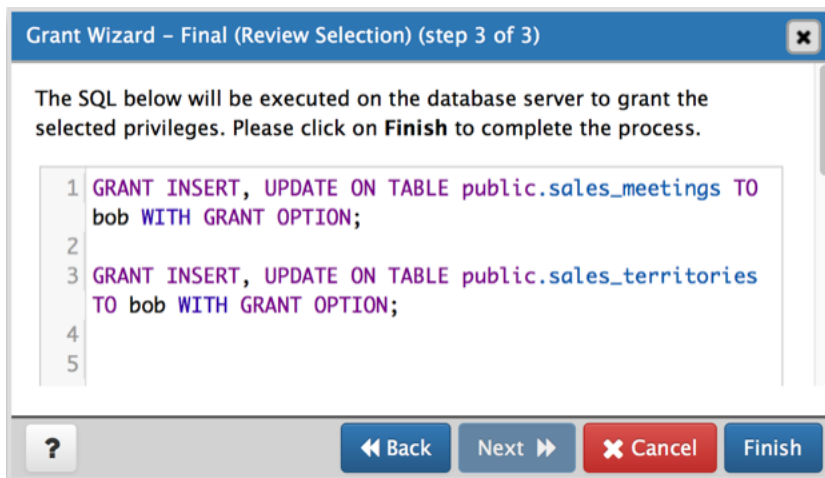 Grant Wizard – Final (Review Selection) (step 3 of 3)
The SQL below will be executed on the database server to grant the
selected privileges. Please click on Finish to complete the process.
1 GRANT INSERT, UPDATE ON TABLE public.sales_meetings TO
bob WITH GRANT OPTION;
2
3 GRANT INSERT, UPDATE ON TABLE public.sales_territories
TO bob WITH GRANT OPTION;
4
5
? Back Next Cancel Finish